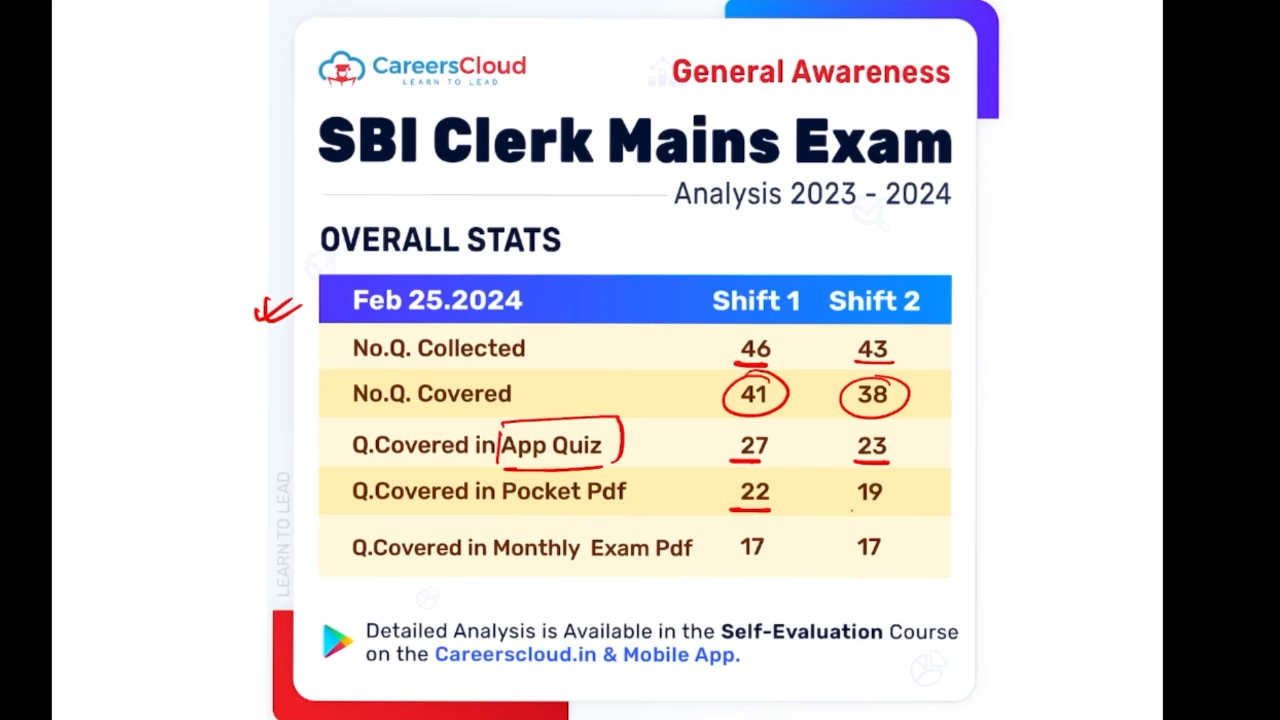 CareersCloud
LEARN TO LEAD
General Awareness
SBI Clerk Mains Exam
Analysis 2023 - 2024
OVERALL STATS
Feb 25.2024 Shift 1 Shift 2
No.Q. Collected 46 43
No.Q. Covered 41 38
Q.Covered in App Quiz 27 23
Q.Covered in Pocket Pdf 22 19
Q.Covered in Monthly Exam Pdf 17 17
LEARN TO LEAD
Detailed Analysis is Available in the Self-Evaluation Course
on the Careerscloud.in & Mobile App.